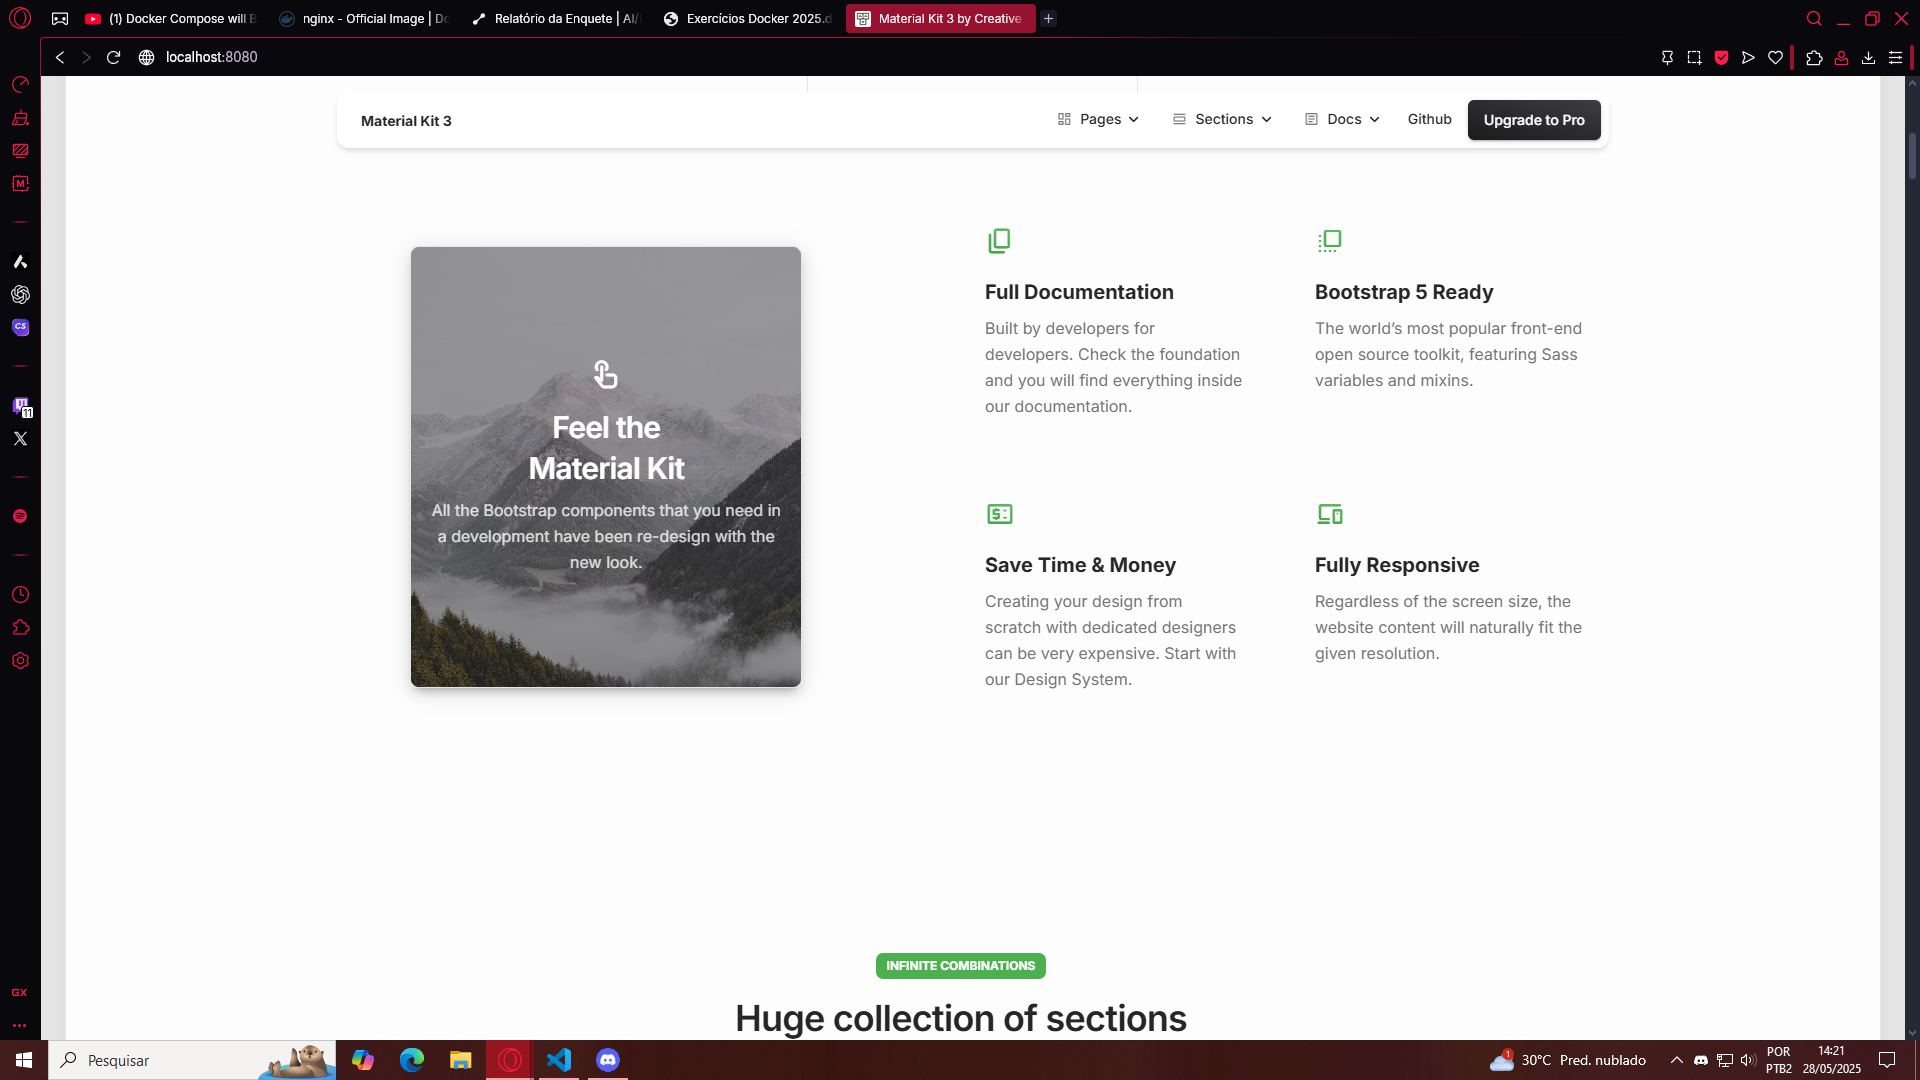 (1) Docker Compose will B
nginx - Official Image | Do
Relatório da Enquete | AI/
Exercícios Docker 2025.d
Material Kit 3 by Creative
localhost:8080
Material Kit 3
Pages
Sections
Docs
Github
Upgrade to Pro
Feel the
Material Kit
All the Bootstrap components that you need in
a development have been re-design with the
new look.
Full Documentation
Built by developers for
developers. Check the foundation
and you will find everything inside
our documentation.
Bootstrap 5 Ready
The world’s most popular front-end
open source toolkit, featuring Sass
variables and mixins.
Save Time & Money
Creating your design from
scratch with dedicated designers
can be very expensive. Start with
our Design System.
Fully Responsive
Regardless of the screen size, the
website content will naturally fit the
given resolution.
INFINITE COMBINATIONS
Huge collection of sections
M
CS
11
GX
Pesquisar
1
30°C Pred. nublado
POR
PTB2
14:21
28/05/2025